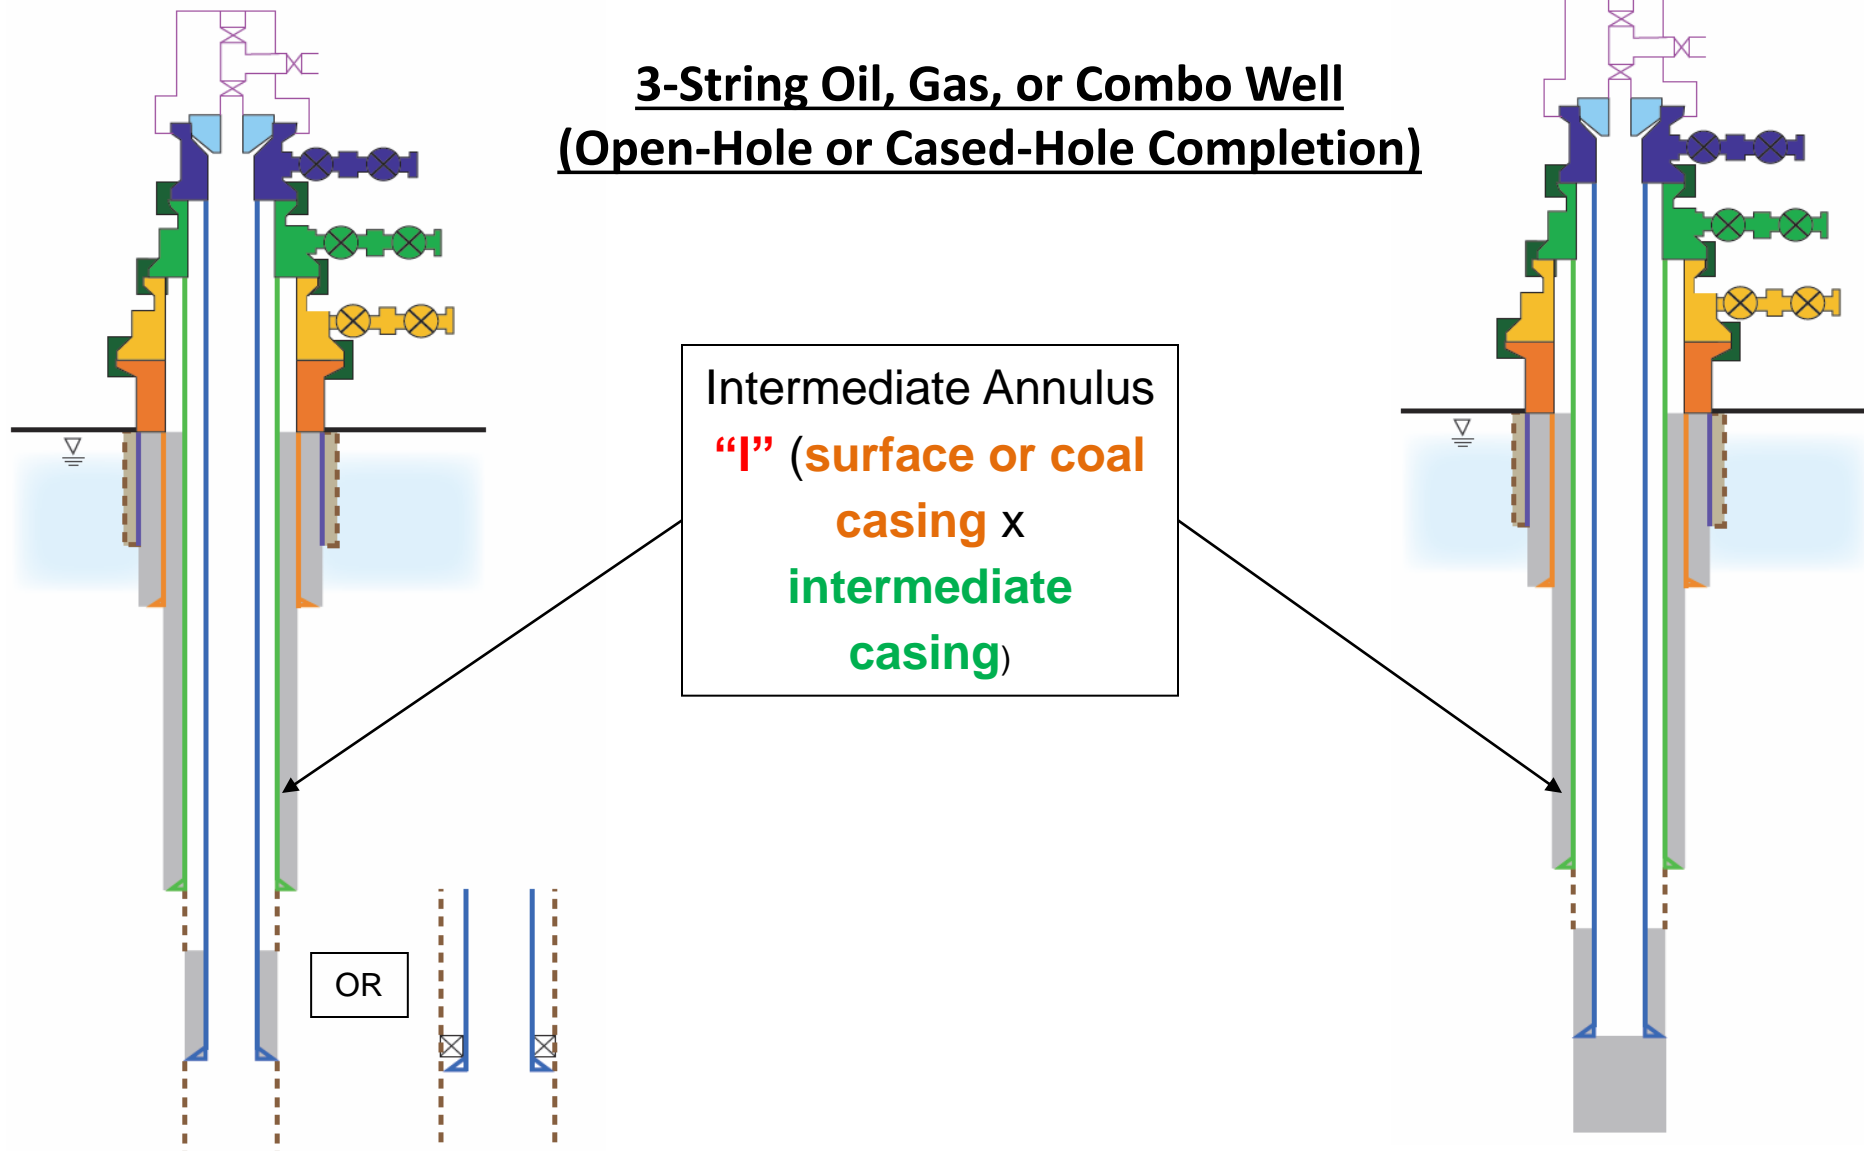 3-String Oil, Gas, or Combo Well
(Open-Hole or Cased-Hole Completion)
Intermediate Annulus
“I” (surface or coal
casing x
intermediate
casing)
OR